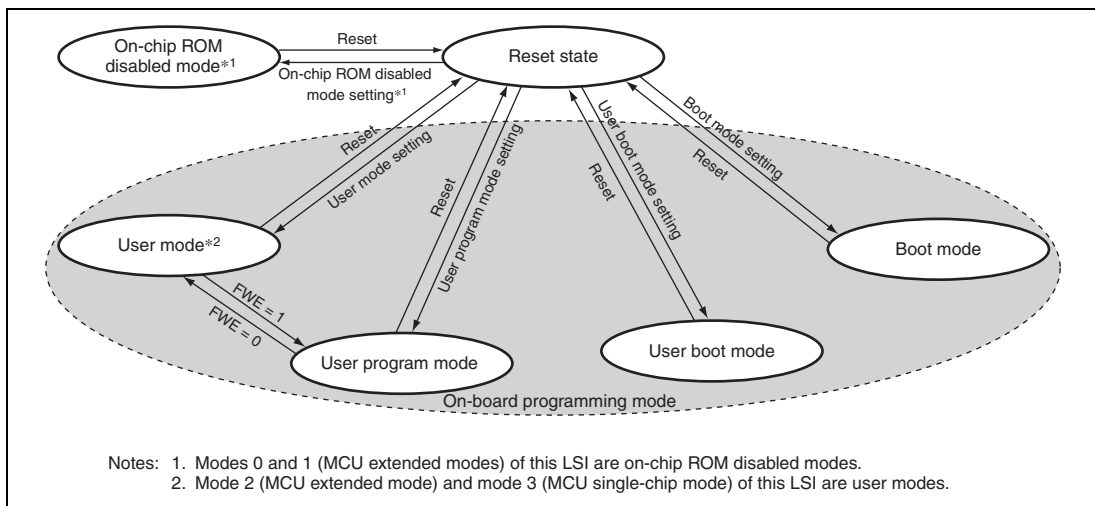 On-chip ROM
disabled mode*1
Reset
Reset state
On-chip ROM disabled
mode setting*1
Reset
User mode setting
Reset
User program mode setting
User boot mode setting
Reset
Boot mode setting
Reset
User mode*2
Boot mode
FWE = 1
FWE = 0
User program mode
User boot mode
On-board programming mode
Notes: 1. Modes 0 and 1 (MCU extended modes) of this LSI are on-chip ROM disabled modes.
2. Mode 2 (MCU extended mode) and mode 3 (MCU single-chip mode) of this LSI are user modes.